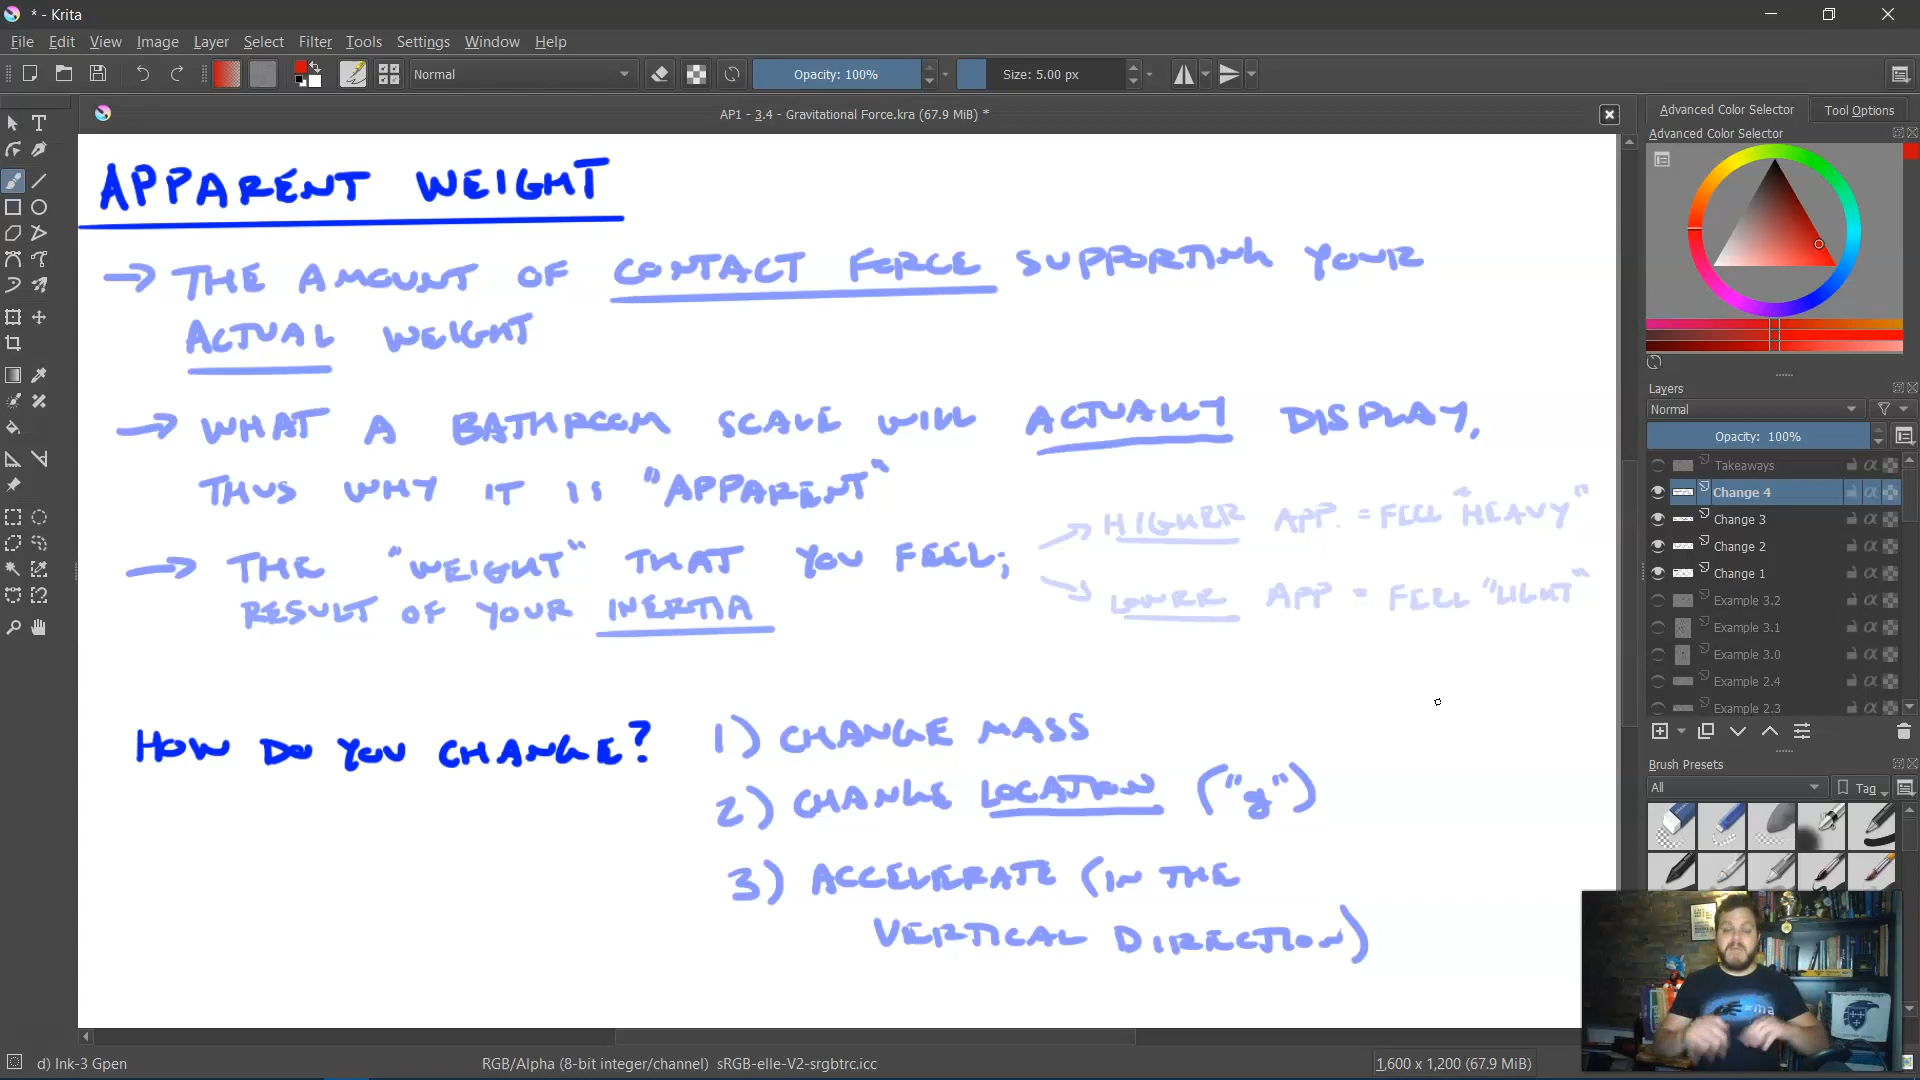 * - Krita
File Edit View Image Layer Select Filter Tools Settings Window Help
Normal Opacity: 100% Size: 5.00 px
AP1 - 3.4 - Gravitational Force.kra (67.9 MiB) *
APPARENT WEIGHT
→ THE AMOUNT OF CONTACT FORCE SUPPORTING YOUR
ACTUAL WEIGHT
→ WHAT A BATHROOM SCALE WILL ACTUALLY DISPLAY,
THUS WHY IT IS "APPARENT"
→ THE "WEIGHT" THAT YOU FEEL;
RESULT OF YOUR INERTIA
→ HIGHER APP. = FEEL "HEAVY"
→ LOWER APP = FEEL "LIGHT"
HOW DO YOU CHANGE?
1) CHANGE MASS
2) CHANGE LOCATION ("g")
3) ACCELERATE (IN THE
VERTICAL DIRECTION)
Advanced Color Selector Tool Options
Advanced Color Selector
Layers
Normal
Opacity: 100%
Takeaways
Change 4
Change 3
Change 2
Change 1
Example 3.2
Example 3.1
Example 3.0
Example 2.4
Example 2.3
Brush Presets
All Tag
d) Ink-3 Gpen
RGB/Alpha (8-bit integer/channel) sRGB-elle-V2-srgbtrc.icc
1,600 x 1,200 (67.9 MiB)